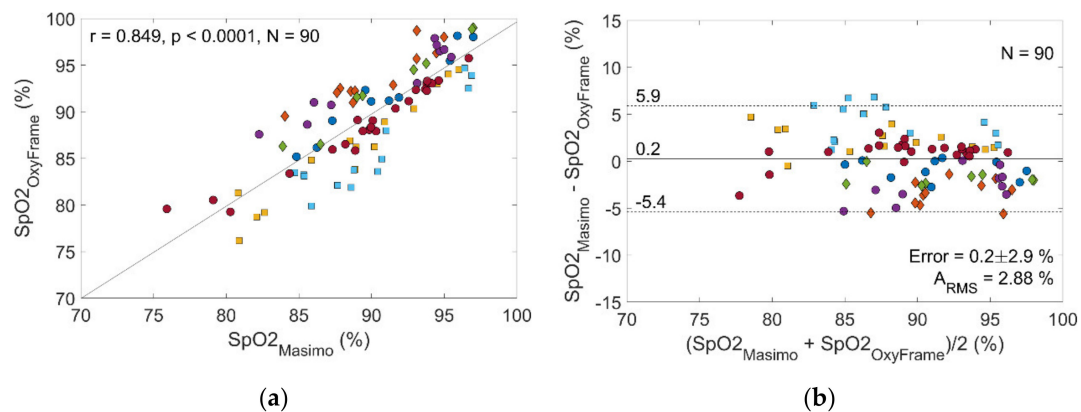 r = 0.849, p < 0.0001, N = 90
100
95
90
85
80
75
70
70 75 80 85 90 95 100
SpO2Masimo (%)
SpO2OxyFrame (%)
(a)
N = 90
5.9
0.2
-5.4
Error = 0.2±2.9 %
ARMS = 2.88 %
15
10
5
0
-5
-10
-15
70 75 80 85 90 95 100
(SpO2Masimo + SpO2OxyFrame)/2 (%)
SpO2Masimo - SpO2OxyFrame (%)
(b)